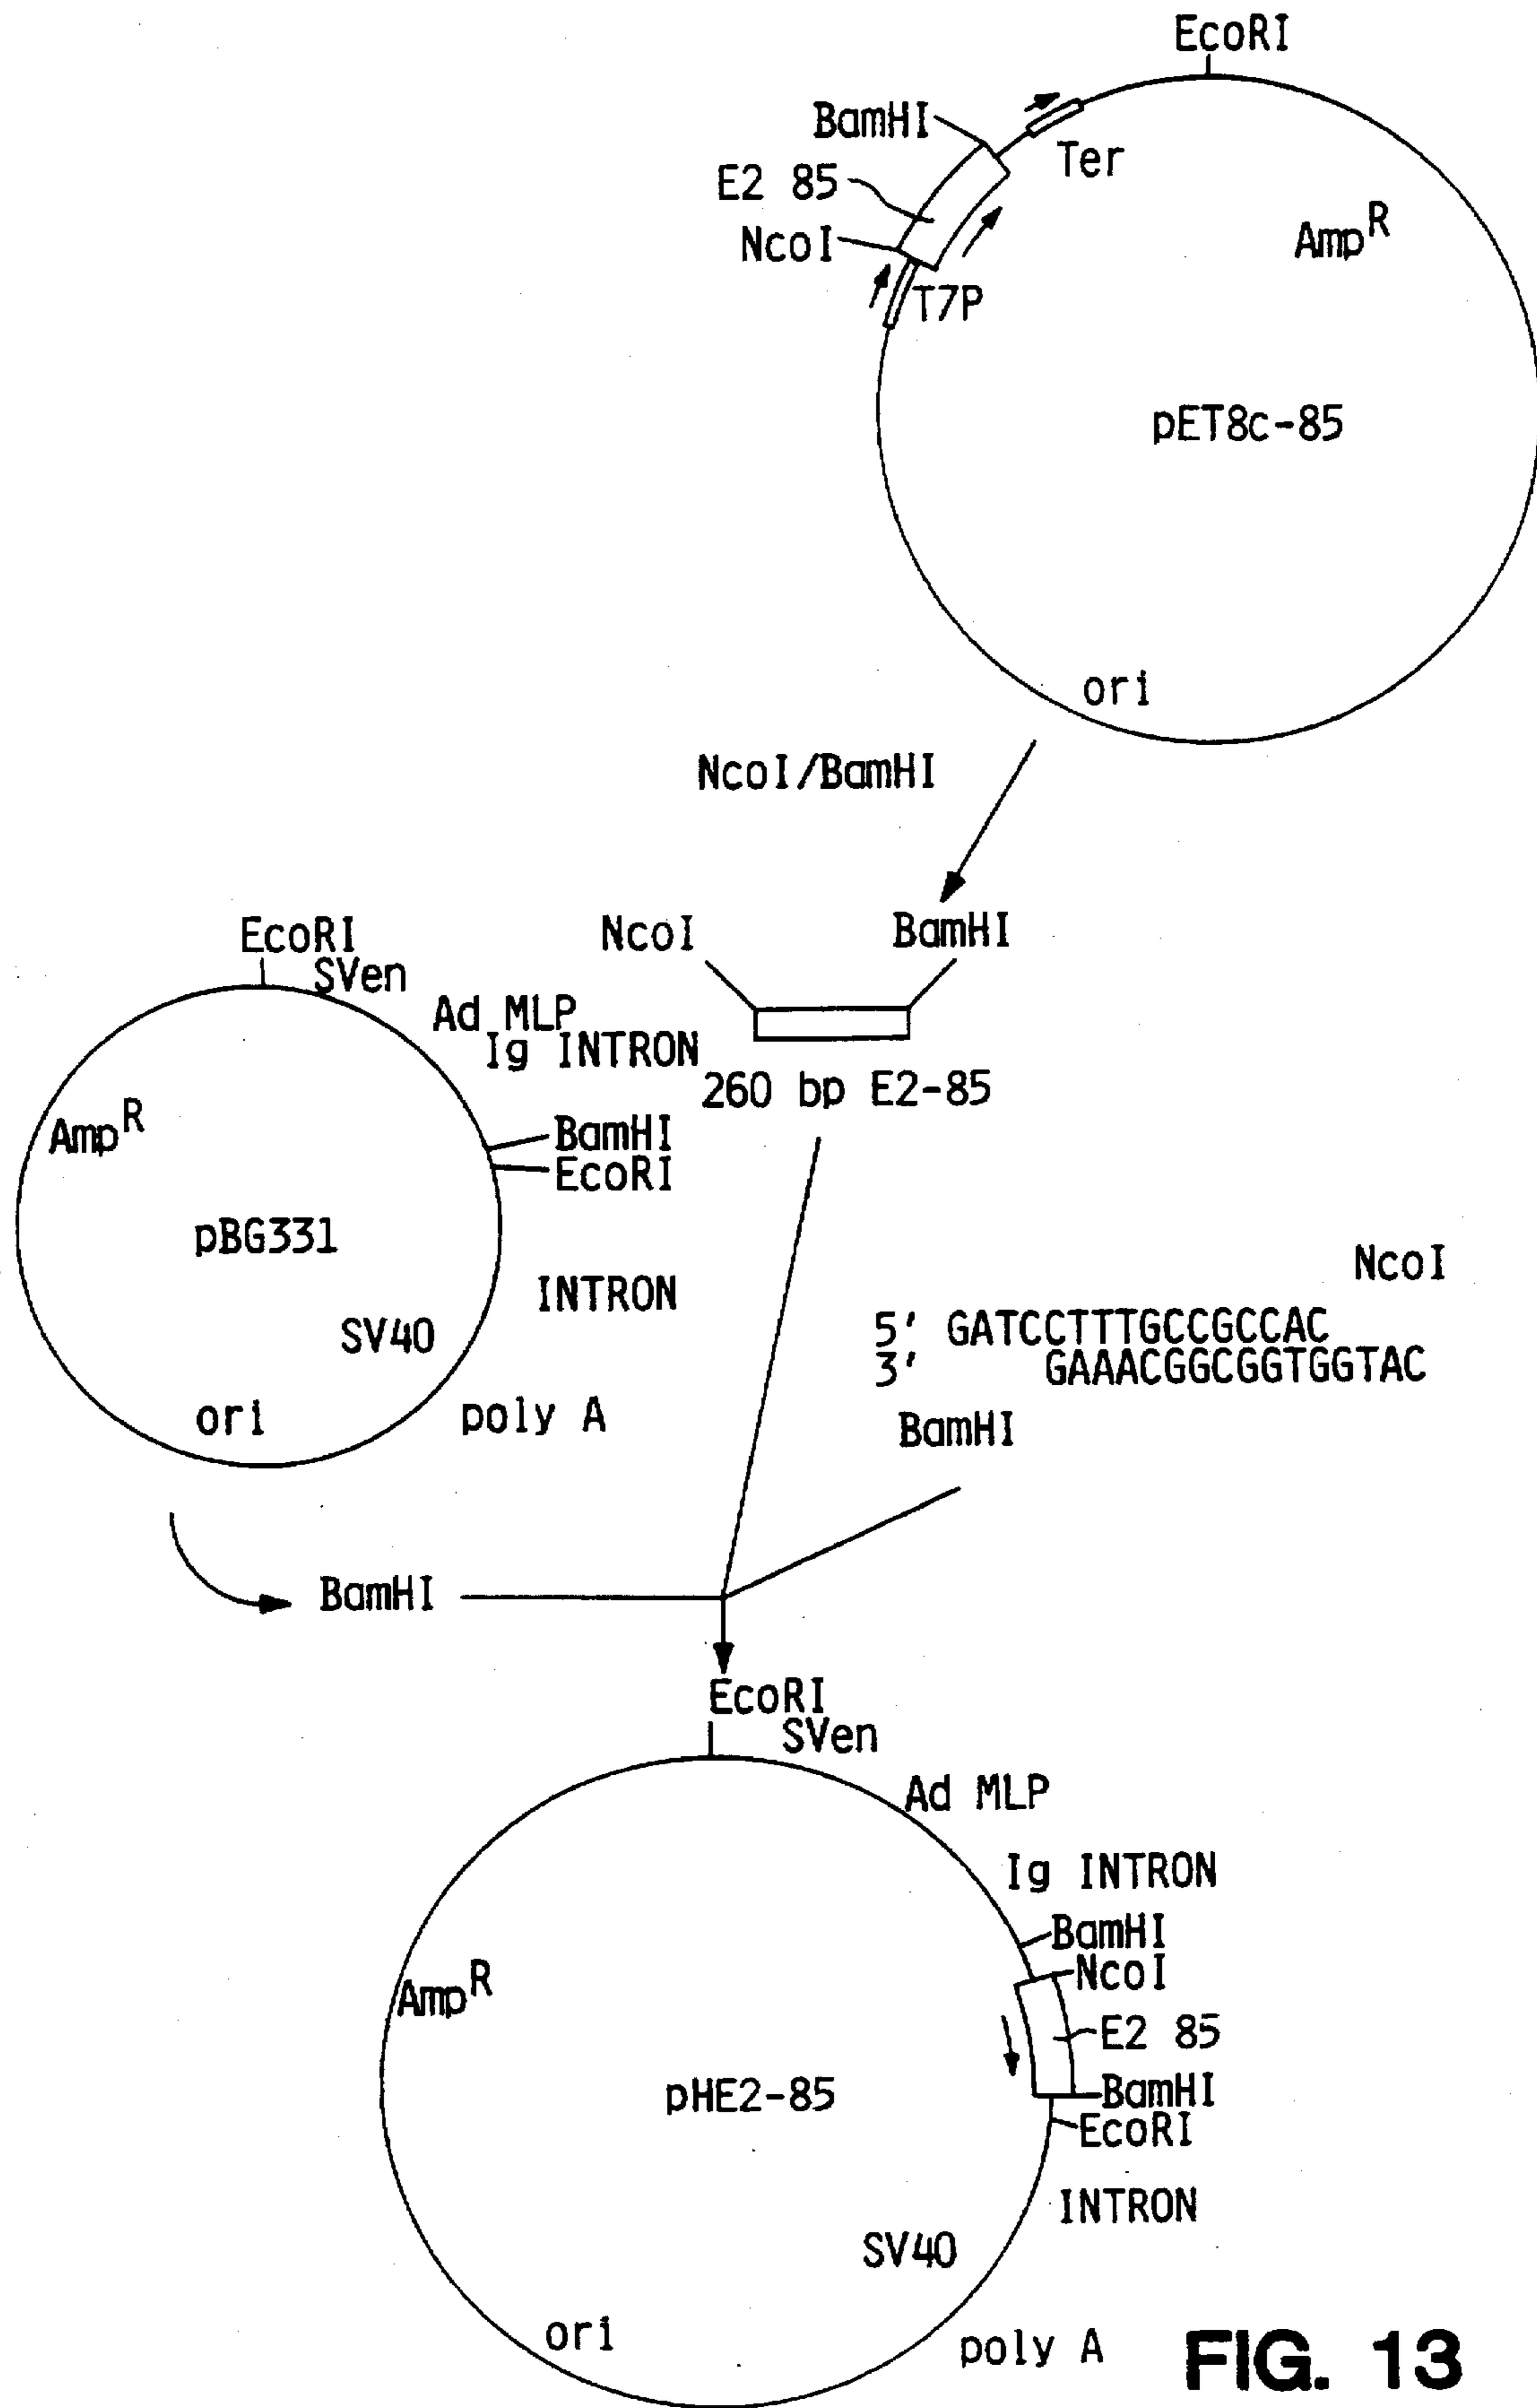 EcoRI
BamHI
Ter
E2 85
AmpR
NcoI
T7P
pET8c-85
ori
NcoI/BamHI
EcoRI
SVen
NcoI
BamHI
Ad MLP
Ig INTRON
260 bp E2-85
AmpR
BamHI
EcoRI
pBG331
INTRON
SV40
ori
poly A
NcoI
5' GATCCTTTGCCGCCAC
3' GAAACGGCGGTGGTAC
BamHI
BamHI
EcoRI
SVen
Ad MLP
Ig INTRON
BamHI
NcoI
AmpR
E2 85
pHE2-85
BamHI
EcoRI
INTRON
SV40
ori
poly A
FIG. 13